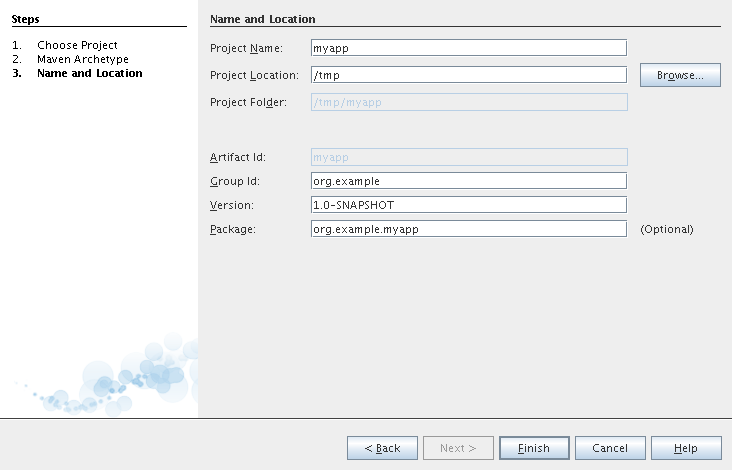 Steps
1. Choose Project
2. Maven Archetype
3. Name and Location
Name and Location
Project Name: myapp
Project Location: /tmp Browse...
Project Folder: /tmp/myapp
Artifact Id: myapp
Group Id: org.example
Version: 1.0-SNAPSHOT
Package: org.example.myapp (Optional)
< Back Next > Finish Cancel Help